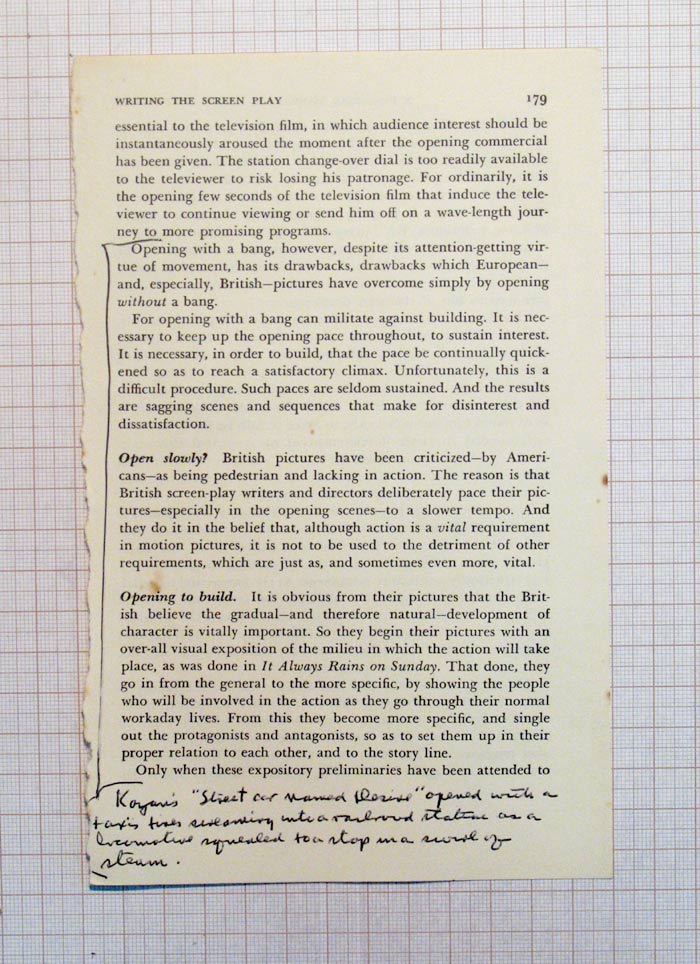 WRITING THE SCREEN PLAY 179
essential to the television film, in which audience interest should be
instantaneously aroused the moment after the opening commercial
has been given. The station change-over dial is too readily available
to the televiewer to risk losing his patronage. For ordinarily, it is
the opening few seconds of the television film that induce the tele-
viewer to continue viewing or send him off on a wave-length jour-
ney to more promising programs.
Opening with a bang, however, despite its attention-getting vir-
tue of movement, has its drawbacks, drawbacks which European—
and, especially, British—pictures have overcome simply by opening
without a bang.
For opening with a bang can militate against building. It is nec-
essary to keep up the opening pace throughout, to sustain interest.
It is necessary, in order to build, that the pace be continually quick-
ened so as to reach a satisfactory climax. Unfortunately, this is a
difficult procedure. Such paces are seldom sustained. And the results
are sagging scenes and sequences that make for disinterest and
dissatisfaction.
Open slowly? British pictures have been criticized—by Ameri-
cans—as being pedestrian and lacking in action. The reason is that
British screen-play writers and directors deliberately pace their pic-
tures—especially in the opening scenes—to a slower tempo. And
they do it in the belief that, although action is a vital requirement
in motion pictures, it is not to be used to the detriment of other
requirements, which are just as, and sometimes even more, vital.
Opening to build. It is obvious from their pictures that the Brit-
ish believe the gradual—and therefore natural—development of
character is vitally important. So they begin their pictures with an
over-all visual exposition of the milieu in which the action will take
place, as was done in It Always Rains on Sunday. That done, they
go in from the general to the more specific, by showing the people
who will be involved in the action as they go through their normal
workaday lives. From this they become more specific, and single
out the protagonists and antagonists, so as to set them up in their
proper relation to each other, and to the story line.
Only when these expository preliminaries have been attended to
"Street car named Desire" opened with a
taxis tires screaming into a railroad station as a
locomotive squealed to a stop in a swirl of
steam.